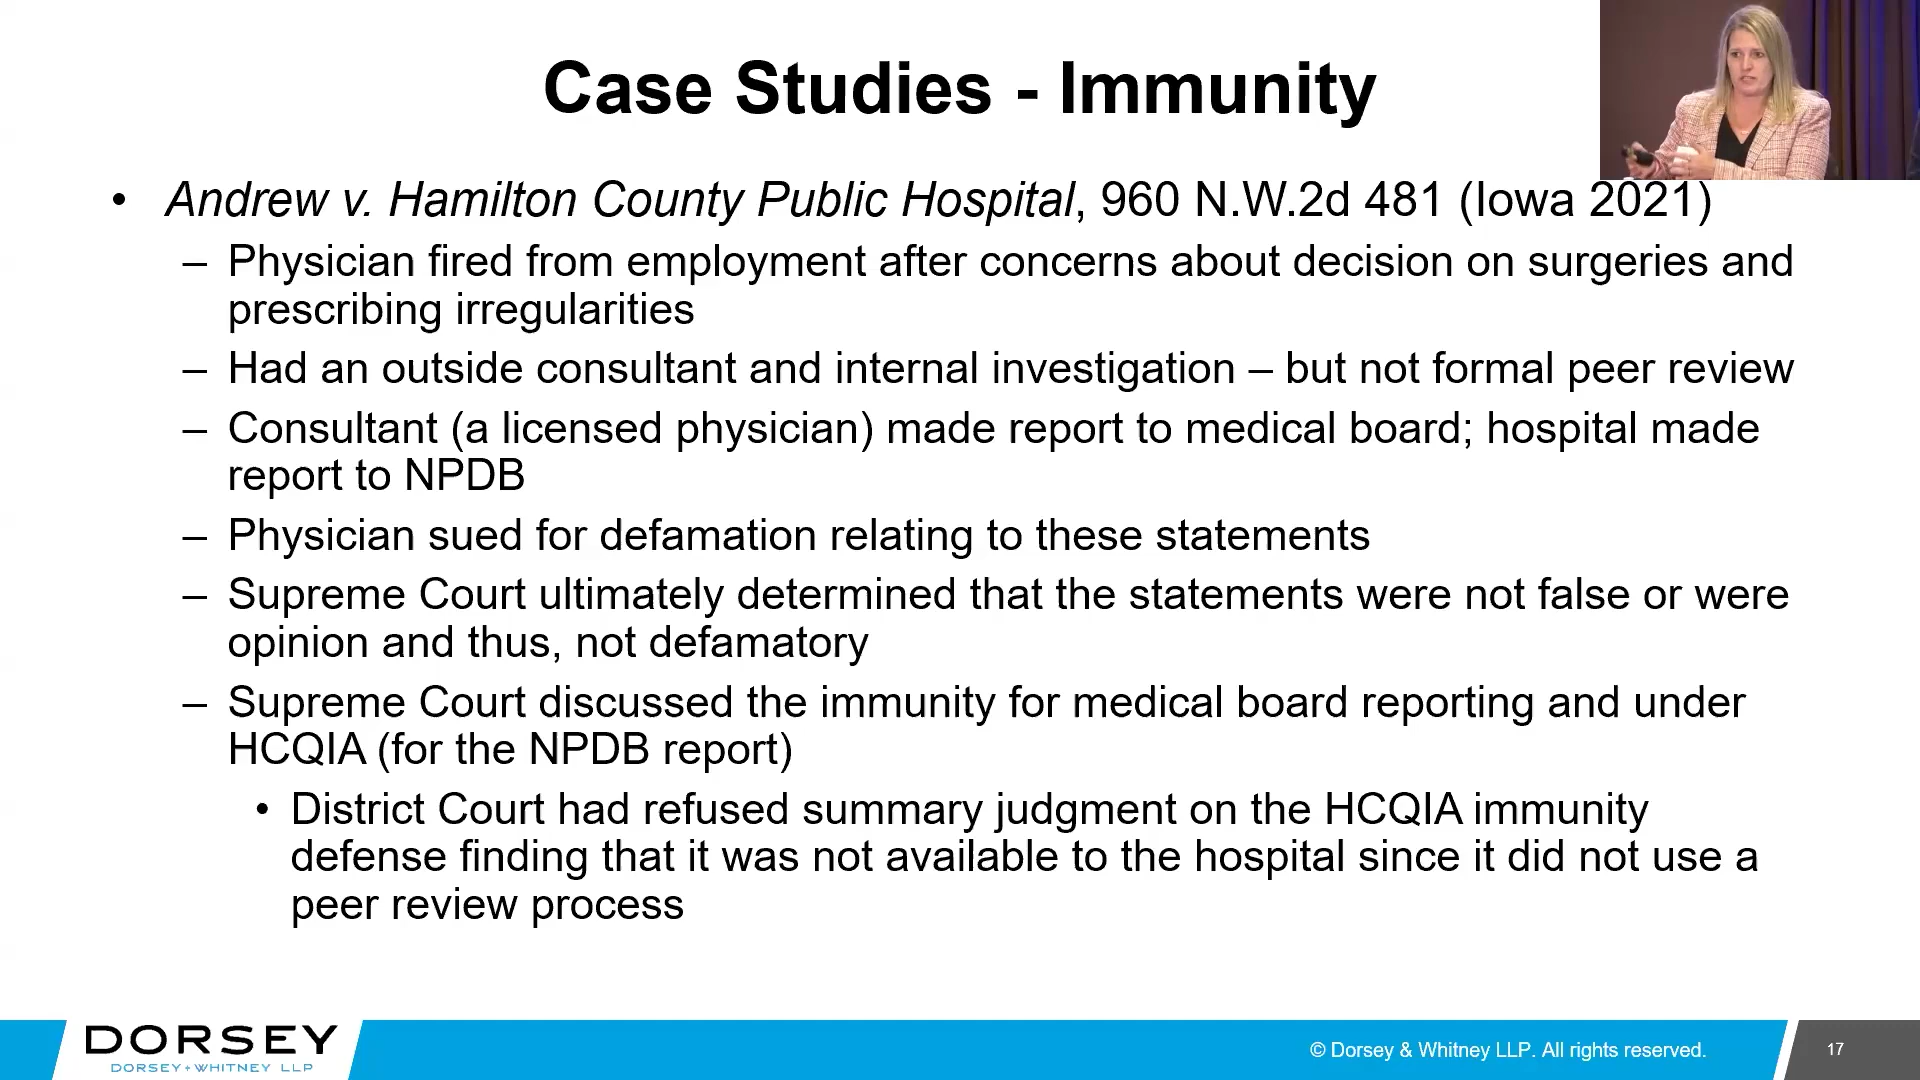 Case Studies - Immunity
• Andrew v. Hamilton County Public Hospital, 960 N.W.2d 481 (Iowa 2021)
– Physician fired from employment after concerns about decision on surgeries and
prescribing irregularities
– Had an outside consultant and internal investigation – but not formal peer review
– Consultant (a licensed physician) made report to medical board; hospital made
report to NPDB
– Physician sued for defamation relating to these statements
– Supreme Court ultimately determined that the statements were not false or were
opinion and thus, not defamatory
– Supreme Court discussed the immunity for medical board reporting and under
HCQIA (for the NPDB report)
• District Court had refused summary judgment on the HCQIA immunity
defense finding that it was not available to the hospital since it did not use a
peer review process
DORSEY
DORSEY + WHITNEY LLP
© Dorsey & Whitney LLP. All rights reserved.
17